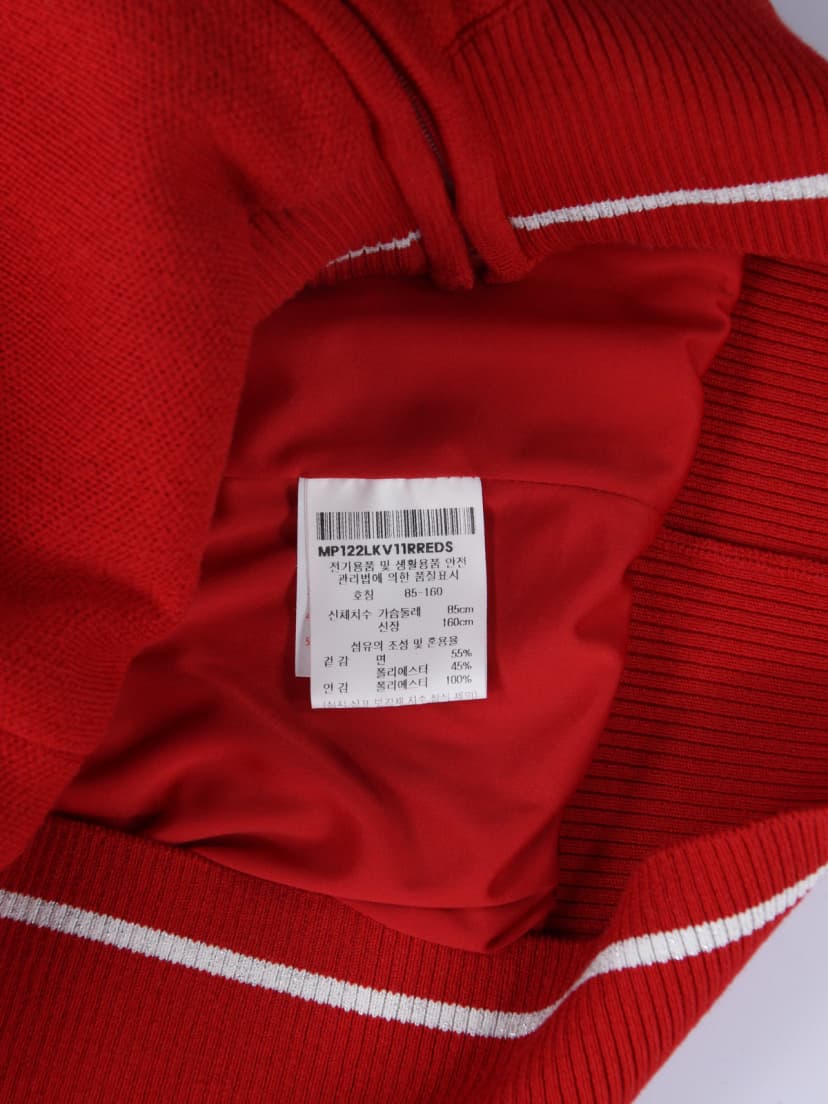 MP122LKV11RREDS
전기용품 및 생활용품 안전
관리법에 의한 품질표시
호칭 85-160
신체치수 가슴둘레 85cm
신장 160cm
섬유의 조성 및 혼용율
겉 감 면 55%
폴리에스터 45%
안 감 폴리에스터 100%